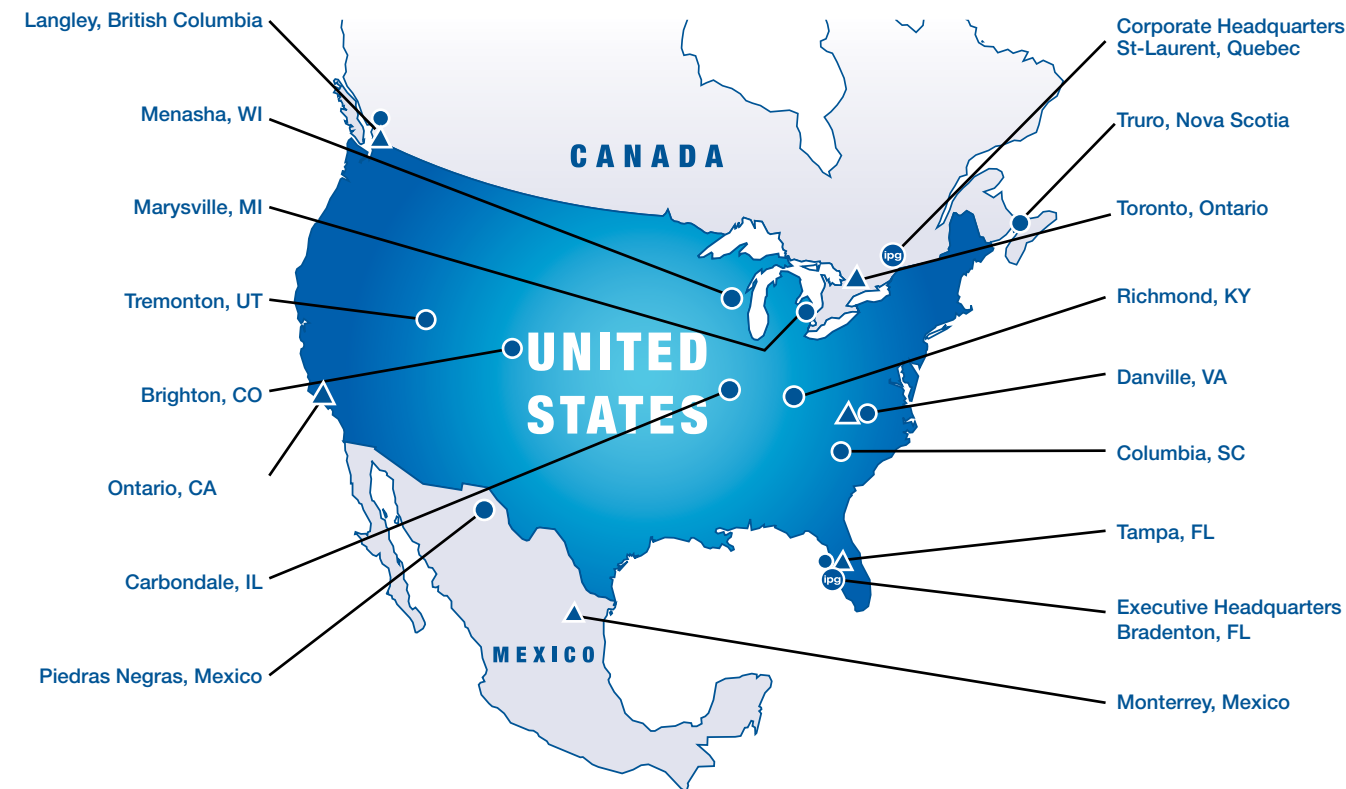 Langley, British Columbia
Menasha, WI
Marysville, MI
Tremonton, UT
Brighton, CO
Ontario, CA
Carbondale, IL
Piedras Negras, Mexico
CANADA
UNITED
STATES
MEXICO
ipg
ipg
Corporate Headquarters
St-Laurent, Quebec
Truro, Nova Scotia
Toronto, Ontario
Richmond, KY
Danville, VA
Columbia, SC
Tampa, FL
Executive Headquarters
Bradenton, FL
Monterrey, Mexico